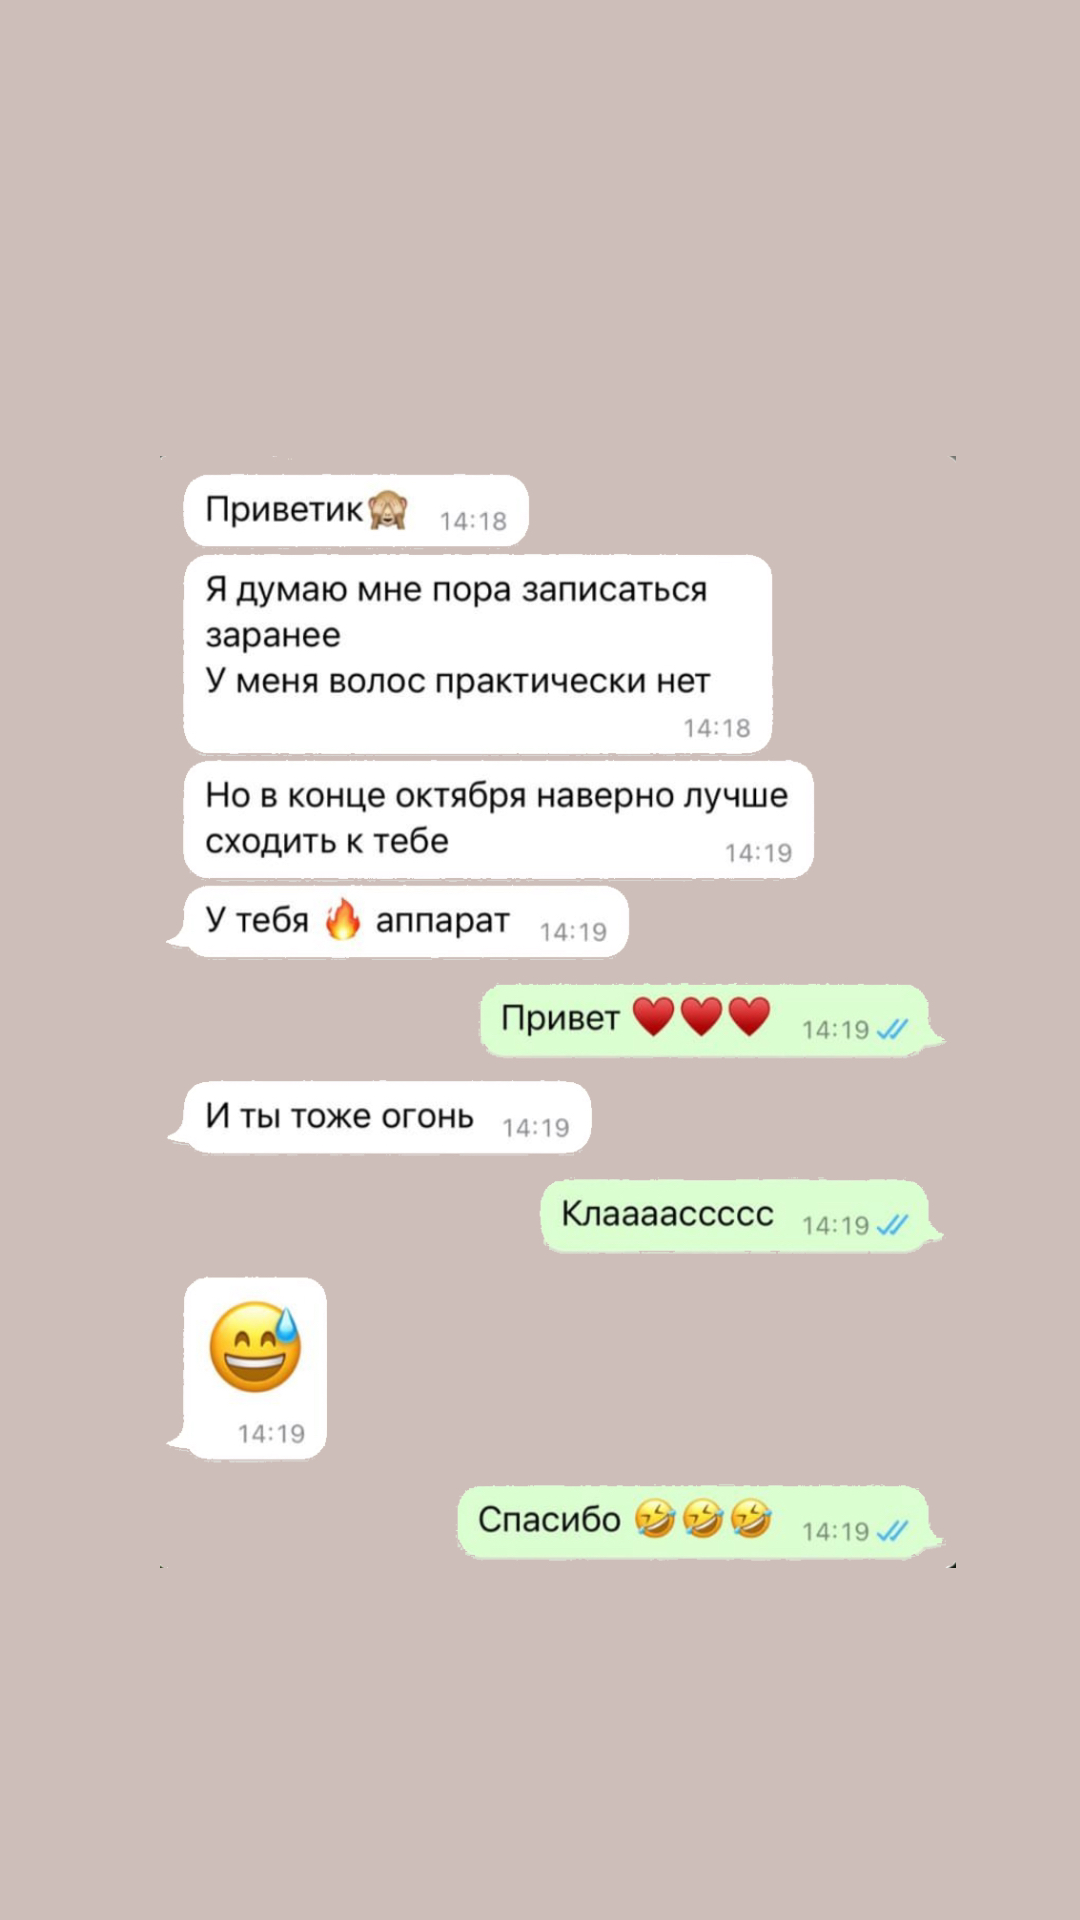 Приветик🙈 14:18
Я думаю мне пора записаться
заранее
У меня волос практически нет
14:18
Но в конце октября наверно лучше
сходить к тебе 14:19
У тебя 🔥 аппарат 14:19
Привет ♥️♥️♥️ 14:19
И ты тоже огонь 14:19
Клаааассссс 14:19
😅
14:19
Спасибо 🤣🤣🤣 14:19